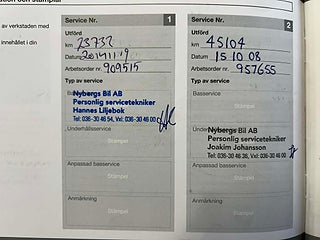 av verkstaden med
innehållet i din
Service Nr. 1
Utförd
km 23732
Datum 2014 11 19
Arbetsorder nr. 909515
Typ av service
Basservice
Nybergs Bil AB
Personlig servicetekniker
Hannes Liljebok
Tel: 036-30 46 54, Vxl: 036-30 46 00
Underhållsservice
Stämpel
Anpassad basservice
Stämpel
Anmärkning
Stämpel
Service Nr. 2
Utförd
km 45104
Datum 15 10 08
Arbetsorder nr. 957655
Typ av service
Basservice
Stämpel
Underhållsservice
Nybergs Bil AB
Personlig servicetekniker
Joakim Johansson
Tel: 036-30 46 36, Vxl: 036-30 46 00
Anpassad basservice
Stämpel
Anmärkning
Stämpel